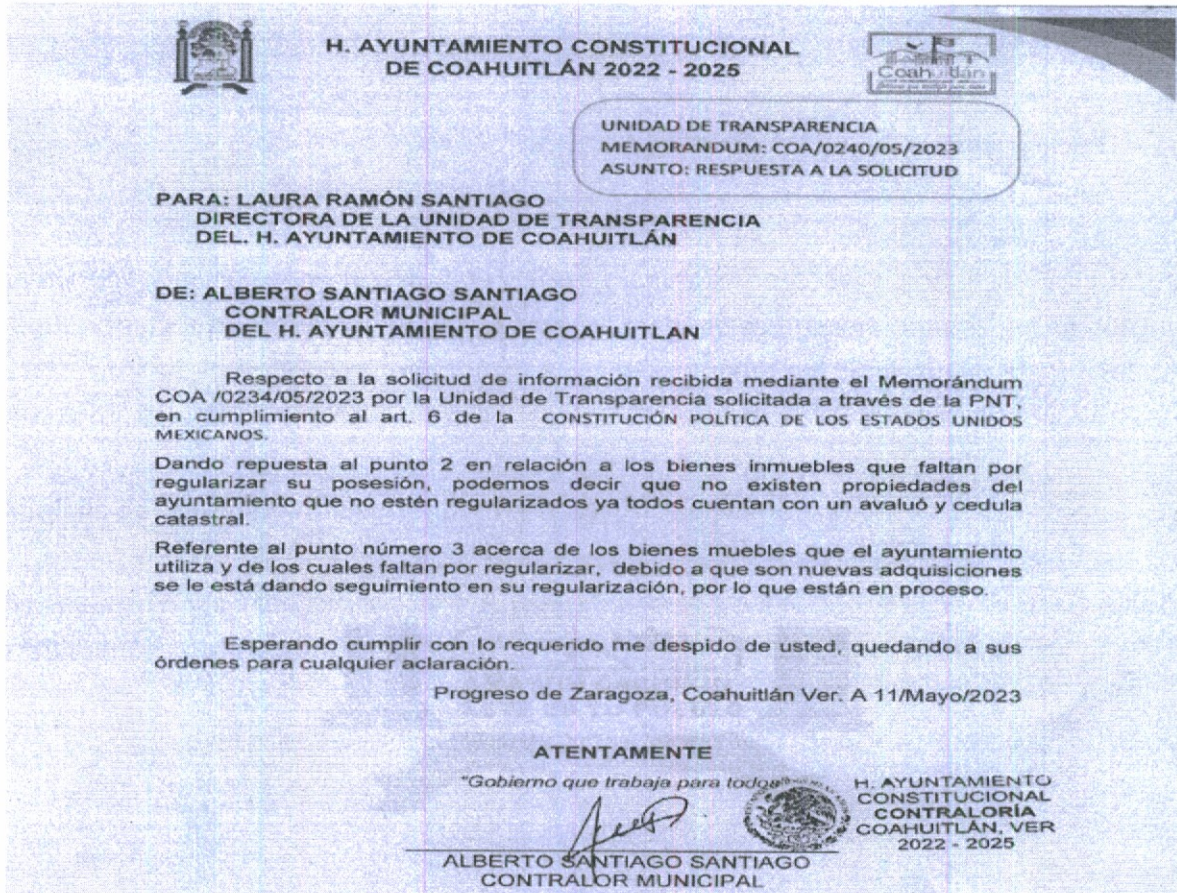 H. AYUNTAMIENTO CONSTITUCIONAL
DE COAHUITLÁN 2022 - 2025
Coahuitlán
UNIDAD DE TRANSPARENCIA
MEMORANDUM: COA/0240/05/2023
ASUNTO: RESPUESTA A LA SOLICITUD
PARA: LAURA RAMÓN SANTIAGO
DIRECTORA DE LA UNIDAD DE TRANSPARENCIA
DEL. H. AYUNTAMIENTO DE COAHUITLÁN
DE: ALBERTO SANTIAGO SANTIAGO
CONTRALOR MUNICIPAL
DEL H. AYUNTAMIENTO DE COAHUITLAN
Respecto a la solicitud de información recibida mediante el Memorándum
COA /0234/05/2023 por la Unidad de Transparencia solicitada a través de la PNT,
en cumplimiento al art. 6 de la CONSTITUCIÓN POLÍTICA DE LOS ESTADOS UNIDOS
MEXICANOS.
Dando repuesta al punto 2 en relación a los bienes inmuebles que faltan por
regularizar su posesión, podemos decir que no existen propiedades del
ayuntamiento que no estén regularizados ya todos cuentan con un avaluó y cedula
catastral.
Referente al punto número 3 acerca de los bienes muebles que el ayuntamiento
utiliza y de los cuales faltan por regularizar, debido a que son nuevas adquisiciones
se le está dando seguimiento en su regularización, por lo que están en proceso.
Esperando cumplir con lo requerido me despido de usted, quedando a sus
órdenes para cualquier aclaración.
Progreso de Zaragoza, Coahuitlán Ver. A 11/Mayo/2023
ATENTAMENTE
"Gobierno que trabaja para todos
H. AYUNTAMIENTO
CONSTITUCIONAL
CONTRALORÍA
COAHUITLÁN, VER
2022 - 2025
ALBERTO SANTIAGO SANTIAGO
CONTRALOR MUNICIPAL